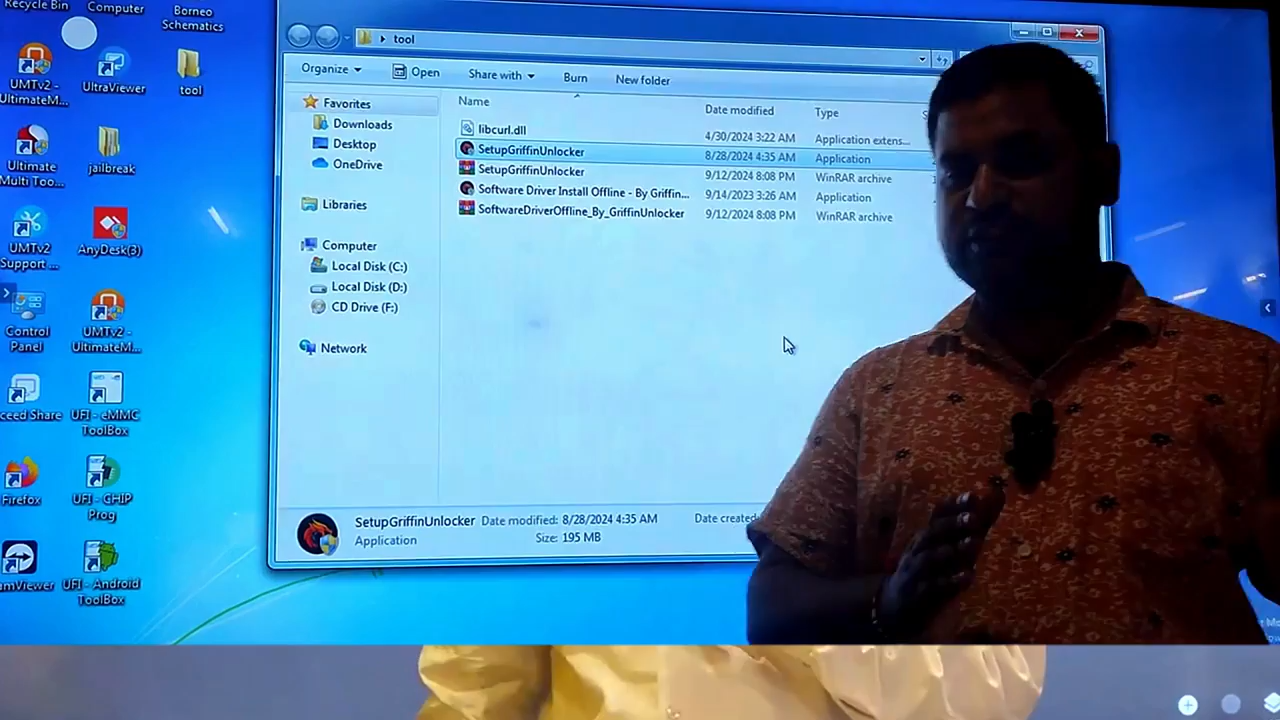 Recycle Bin
Computer
Borneo
Schematics
UMTv2 -
UltimateM...
UltraViewer
tool
Ultimate
Multi Too...
jailbreak
UMTv2
Support ...
AnyDesk(3)
Control
Panel
UMTv2 -
UltimateM...
ceed Share
UFI - eMMC
ToolBox
Firefox
UFI - CHIP
Prog
amViewer
UFI - Android
ToolBox
tool
Organize
Open
Share with
Burn
New folder
Favorites
Downloads
Desktop
OneDrive
Libraries
Computer
Local Disk (C:)
Local Disk (D:)
CD Drive (F:)
Network
Name Date modified Type S
libcurl.dll 4/30/2024 3:22 AM Application extens...
SetupGriffinUnlocker 8/28/2024 4:35 AM Application
SetupGriffinUnlocker 9/12/2024 8:08 PM WinRAR archive
Software Driver Install Offline - By Griffin... 9/14/2023 3:26 AM Application
SoftwareDriverOffline_By_GriffinUnlocker 9/12/2024 8:08 PM WinRAR archive
SetupGriffinUnlocker Date modified: 8/28/2024 4:35 AM Date created
Application Size: 195 MB